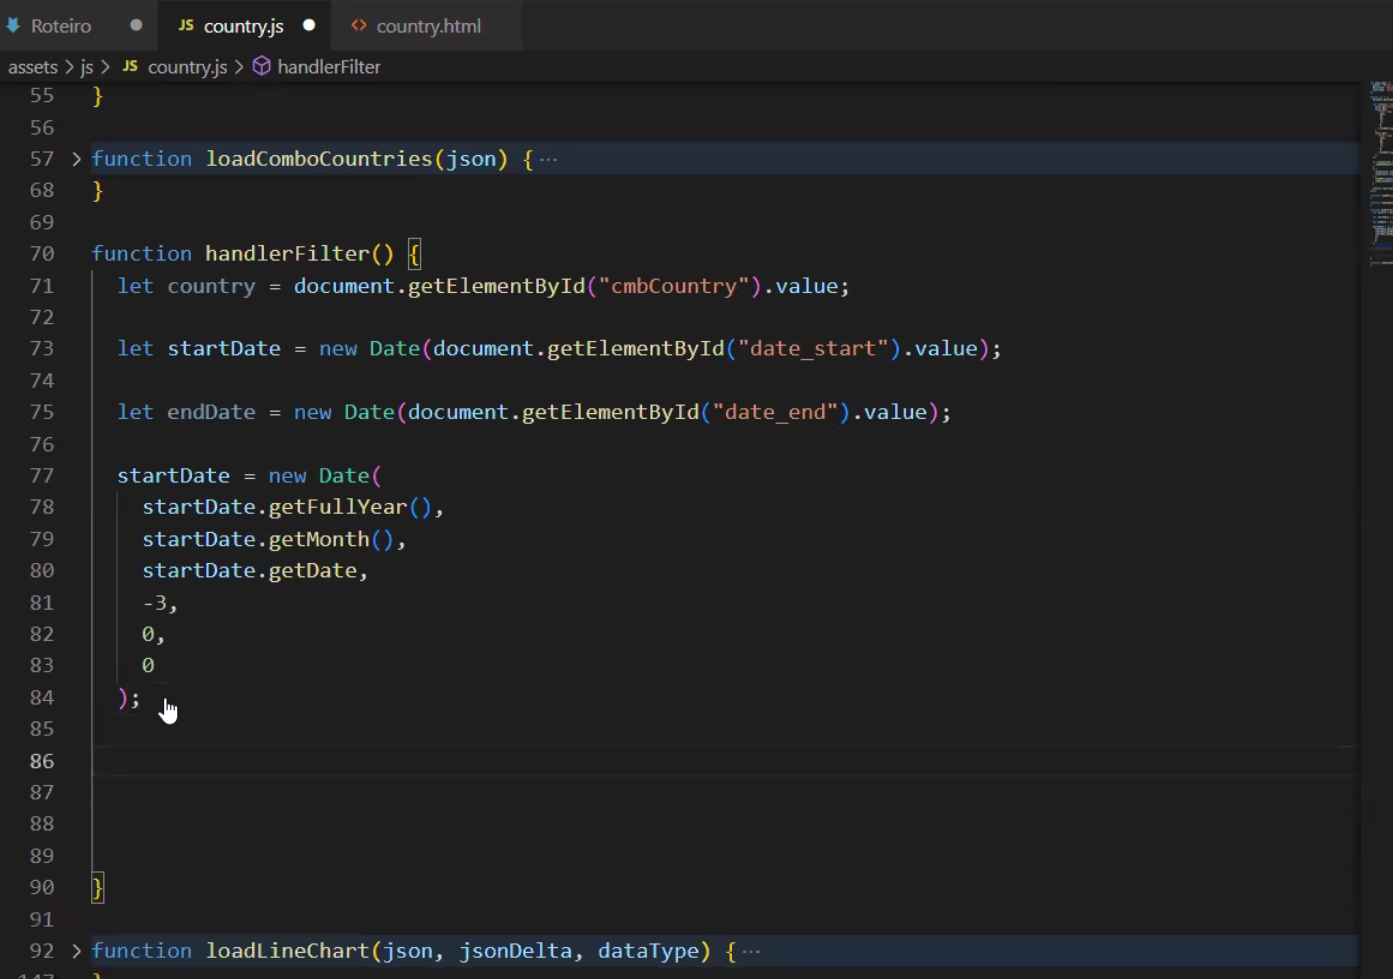 Roteiro
JS country.js
<> country.html
assets > js > JS country.js > handlerFilter
55 }
56
57 > function loadComboCountries(json) { ···
68 }
69
70 function handlerFilter() {
71 let country = document.getElementById("cmbCountry").value;
72
73 let startDate = new Date(document.getElementById("date_start").value);
74
75 let endDate = new Date(document.getElementById("date_end").value);
76
77 startDate = new Date(
78 startDate.getFullYear(),
79 startDate.getMonth(),
80 startDate.getDate,
81 -3,
82 0,
83 0
84 );
85
86
87
88
89
90 }
91
92 > function loadLineChart(json, jsonDelta, dataType) { ···
147 }